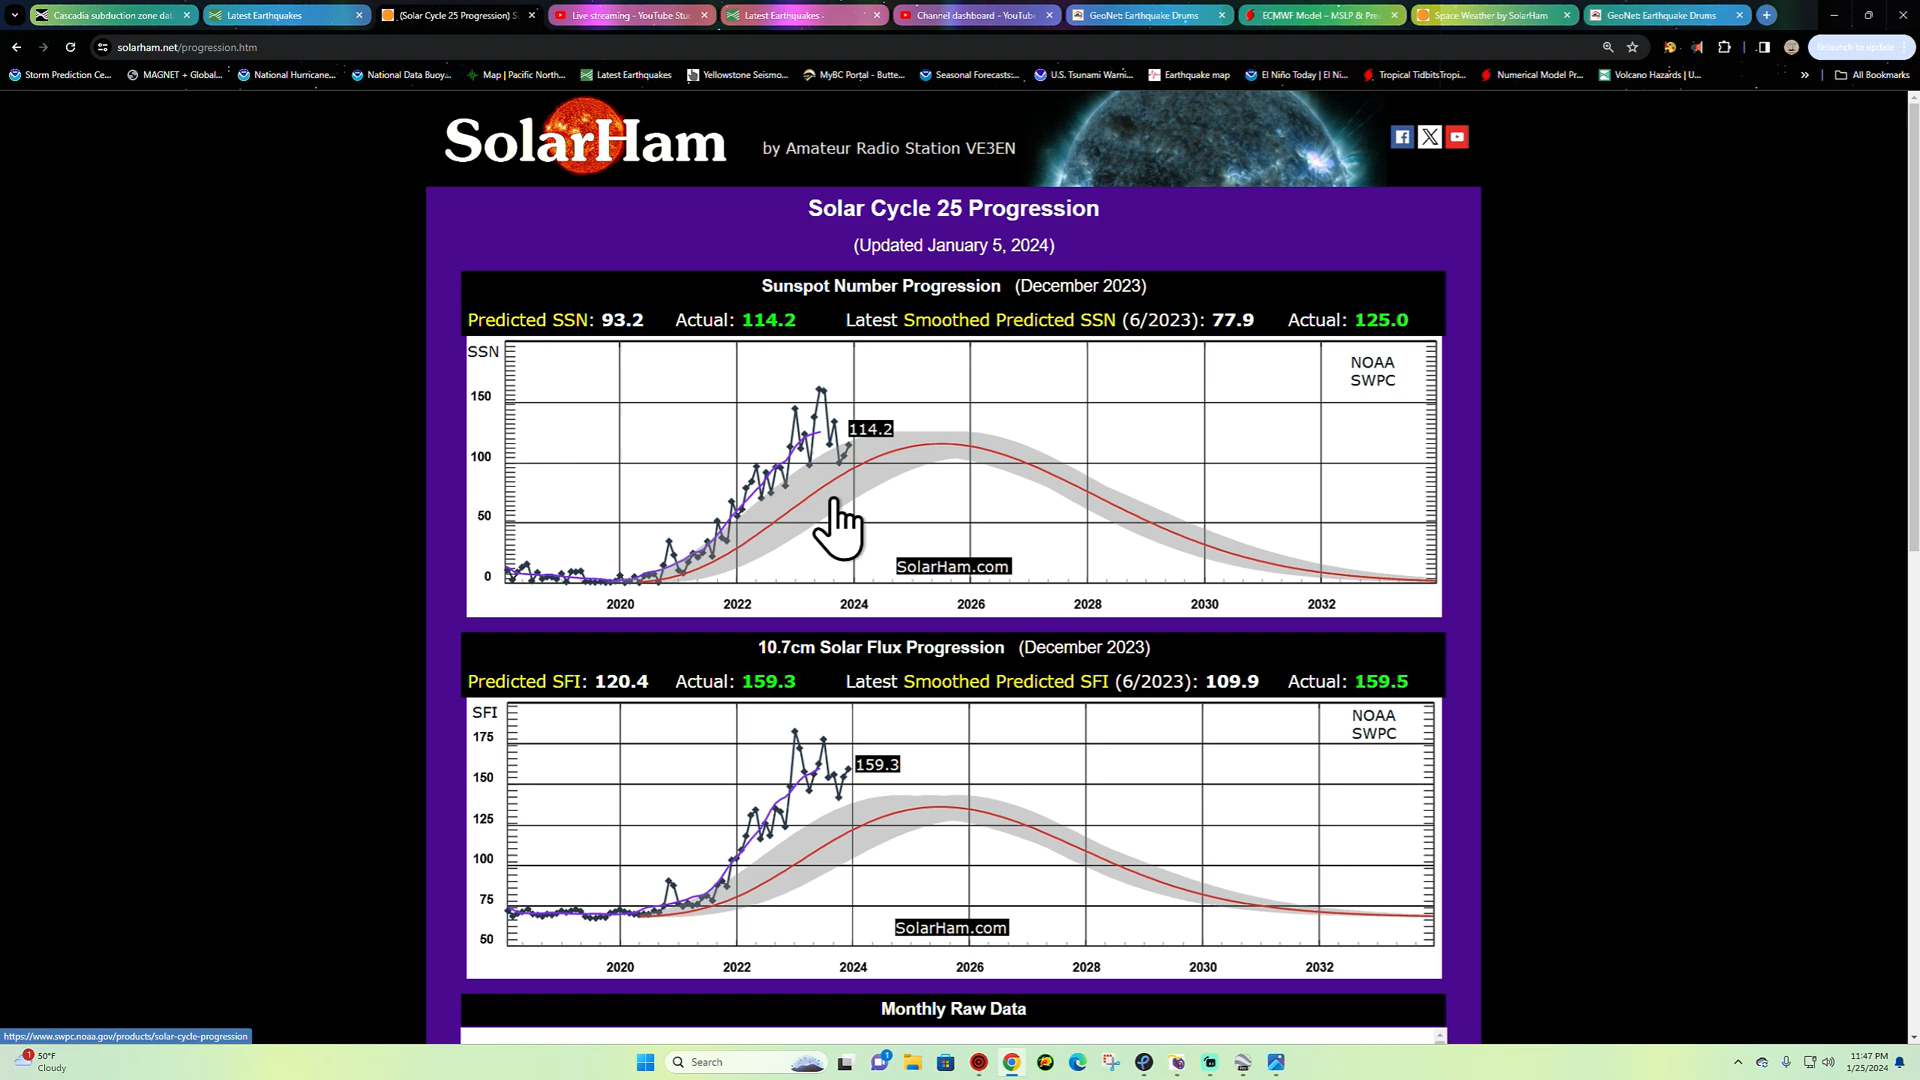 Cascadia subduction zone dat
Latest Earthquakes
(Solar Cycle 25 Progression) S
Live streaming - YouTube Stu
Latest Earthquakes -
Channel dashboard - YouTube
GeoNet: Earthquake Drums
ECMWF Model – MSLP & Pre
Space Weather by SolarHam
GeoNet: Earthquake Drums
solarham.net/progression.htm
Relaunch to update
Storm Prediction Ce...
MAGNET + Global...
National Hurricane...
National Data Buoy...
Map | Pacific North...
Latest Earthquakes
Yellowstone Seismo...
MyBC Portal - Butte...
Seasonal Forecasts:...
U.S. Tsunami Warni...
Earthquake map
El Niño Today | El Ni...
Tropical TidbitsTropi...
Numerical Model Pr...
Volcano Hazards | U...
»
All Bookmarks
SolarHam
by Amateur Radio Station VE3EN
Solar Cycle 25 Progression
(Updated January 5, 2024)
Sunspot Number Progression (December 2023)
Predicted SSN: 93.2 Actual: 114.2 Latest Smoothed Predicted SSN (6/2023): 77.9 Actual: 125.0
SSN
NOAA
SWPC
150
114.2
100
50
SolarHam.com
0
2020 2022 2024 2026 2028 2030 2032
10.7cm Solar Flux Progression (December 2023)
Predicted SFI: 120.4 Actual: 159.3 Latest Smoothed Predicted SFI (6/2023): 109.9 Actual: 159.5
SFI
NOAA
SWPC
175
159.3
150
125
100
75
SolarHam.com
50
2020 2022 2024 2026 2028 2030 2032
Monthly Raw Data
https://www.swpc.noaa.gov/products/solar-cycle-progression
1
50°F
Cloudy
Search
1
11:47 PM
1/25/2024